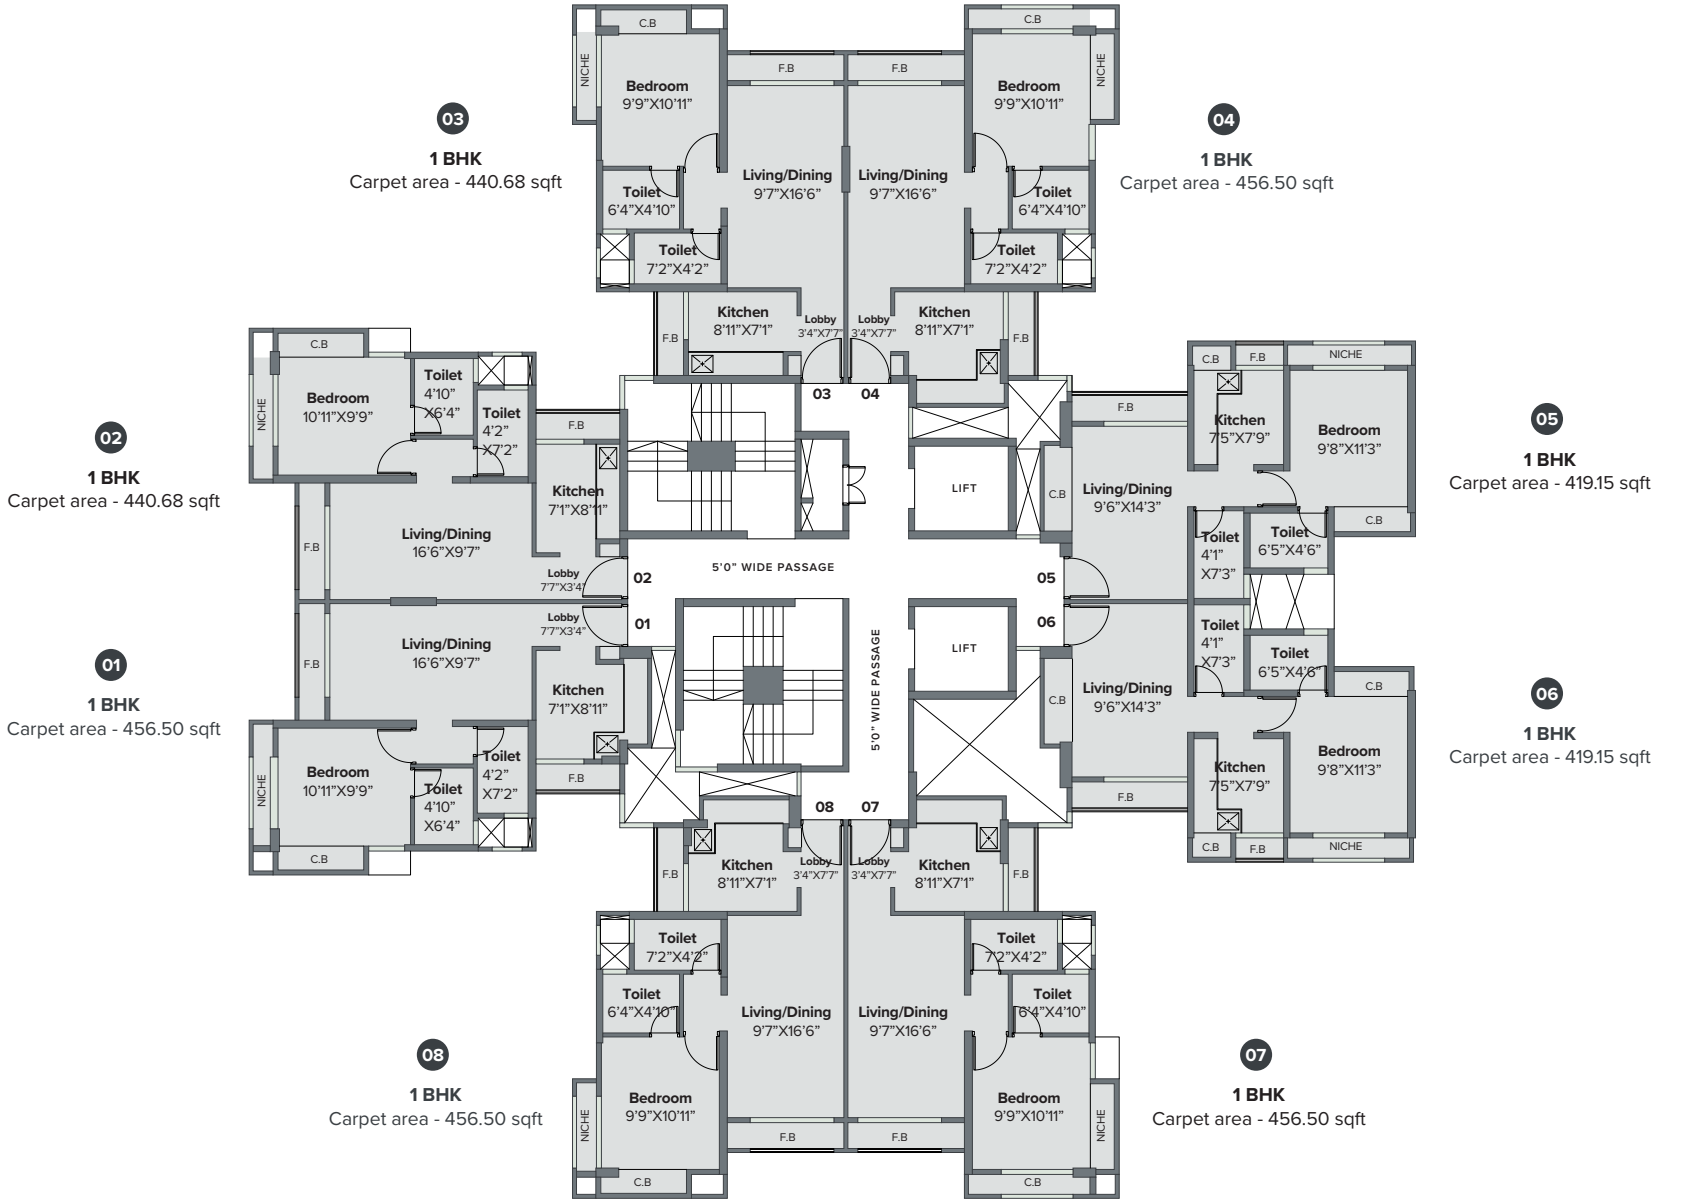 03
1 BHK
Carpet area - 440.68 sqft
C.B
NICHE
Bedroom
9'9"X10'11"
F.B
Living/Dining
9'7"X16'6"
Toilet
6'4"X4'10"
Toilet
7'2"X4'2"
Kitchen
8'11"X7'1"
F.B
Lobby
3'4"X7'7"
03
04
1 BHK
Carpet area - 456.50 sqft
C.B
NICHE
Bedroom
9'9"X10'11"
F.B
Living/Dining
9'7"X16'6"
Toilet
6'4"X4'10"
Toilet
7'2"X4'2"
Kitchen
8'11"X7'1"
F.B
Lobby
3'4"X7'7"
04
02
1 BHK
Carpet area - 440.68 sqft
C.B
NICHE
Bedroom
10'11"X9'9"
Toilet
4'10"
X6'4"
Toilet
4'2"
X7'2"
F.B
Kitchen
7'1"X8'11"
F.B
Living/Dining
16'6"X9'7"
Lobby
7'7"X3'4"
02
05
1 BHK
Carpet area - 419.15 sqft
C.B
F.B
NICHE
F.B
Kitchen
7'5"X7'9"
Bedroom
9'8"X11'3"
C.B
Living/Dining
9'6"X14'3"
C.B
Toilet
4'1"
X7'3"
Toilet
6'5"X4'6"
05
LIFT
5'0" WIDE PASSAGE
5'0" WIDE PASSAGE
LIFT
01
1 BHK
Carpet area - 456.50 sqft
01
Lobby
7'7"X3'4"
F.B
Living/Dining
16'6"X9'7"
Kitchen
7'1"X8'11"
F.B
NICHE
Bedroom
10'11"X9'9"
Toilet
4'2"
X7'2"
Toilet
4'10"
X6'4"
C.B
06
1 BHK
Carpet area - 419.15 sqft
06
Toilet
4'1"
X7'3"
Toilet
6'5"X4'6"
C.B
C.B
Living/Dining
9'6"X14'3"
Bedroom
9'8"X11'3"
Kitchen
7'5"X7'9"
F.B
C.B
F.B
NICHE
08
1 BHK
Carpet area - 456.50 sqft
08
Lobby
3'4"X7'7"
Kitchen
8'11"X7'1"
F.B
Toilet
7'2"X4'2"
Toilet
6'4"X4'10"
Living/Dining
9'7"X16'6"
Bedroom
9'9"X10'11"
NICHE
F.B
C.B
07
1 BHK
Carpet area - 456.50 sqft
07
Lobby
3'4"X7'7"
Kitchen
8'11"X7'1"
F.B
Toilet
7'2"X4'2"
Toilet
6'4"X4'10"
Living/Dining
9'7"X16'6"
Bedroom
9'9"X10'11"
NICHE
F.B
C.B